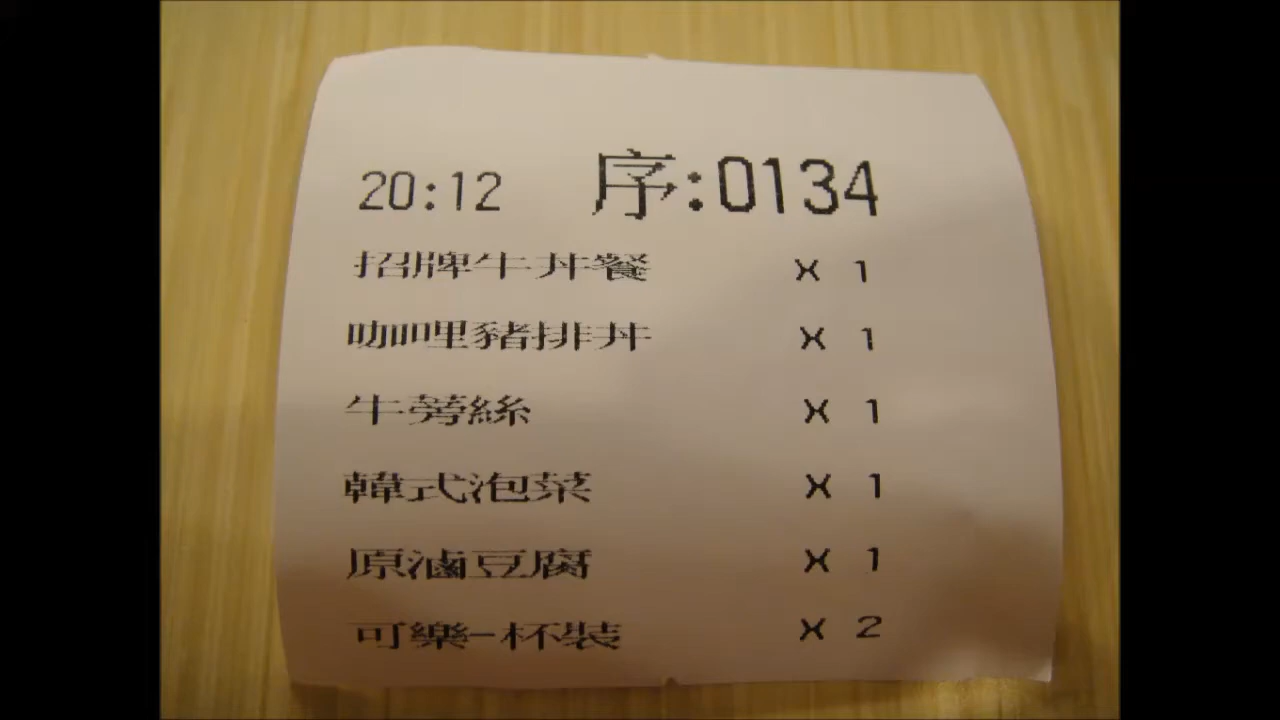 20:12 序:0134
招牌牛丼餐 X 1
咖哩豬排丼 X 1
牛蒡絲 X 1
韓式泡菜 X 1
原滷豆腐 X 1
可樂-杯裝 X 2